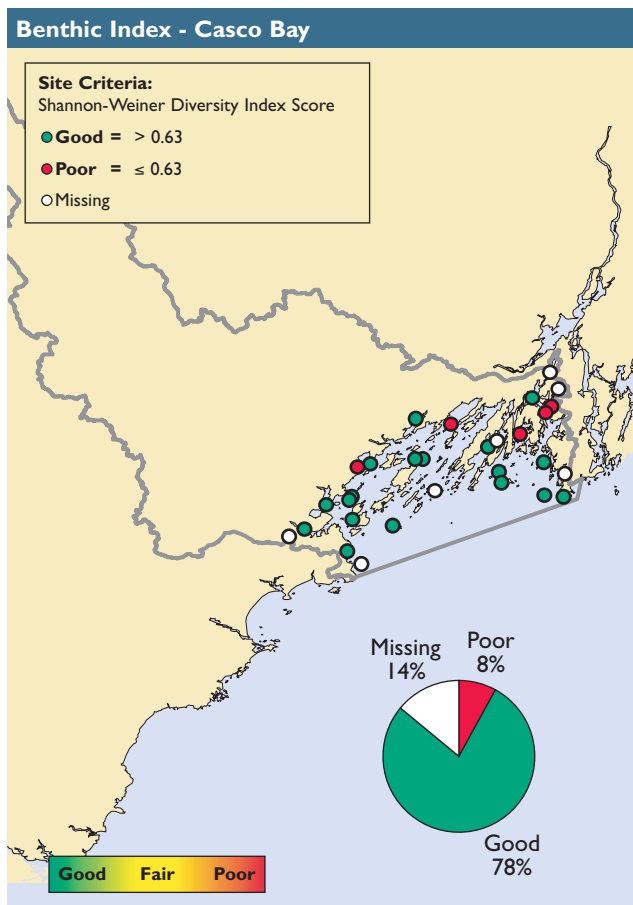 Benthic Index - Casco Bay
Site Criteria:
Shannon-Weiner Diversity Index Score
Good = > 0.63
Poor = ≤ 0.63
Missing
Missing
14%
Poor
8%
Good
78%
Good Fair Poor